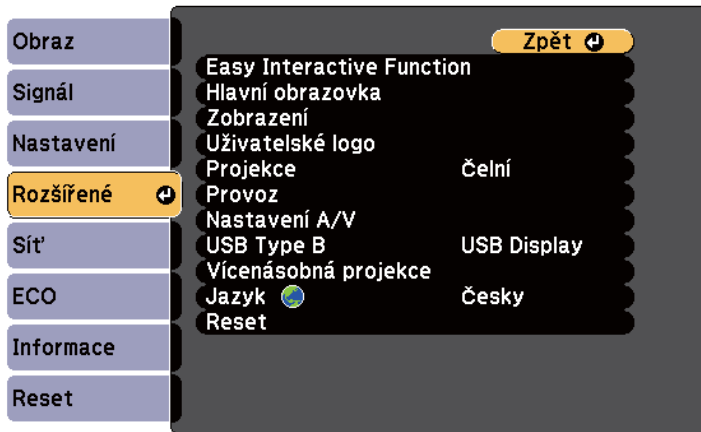 Obraz
Signál
Nastavení
Rozšířené
Síť
ECO
Informace
Reset
Zpět
Easy Interactive Function
Hlavní obrazovka
Zobrazení
Uživatelské logo
Projekce Čelní
Provoz
Nastavení A/V
USB Type B USB Display
Vícenásobná projekce
Jazyk Česky
Reset